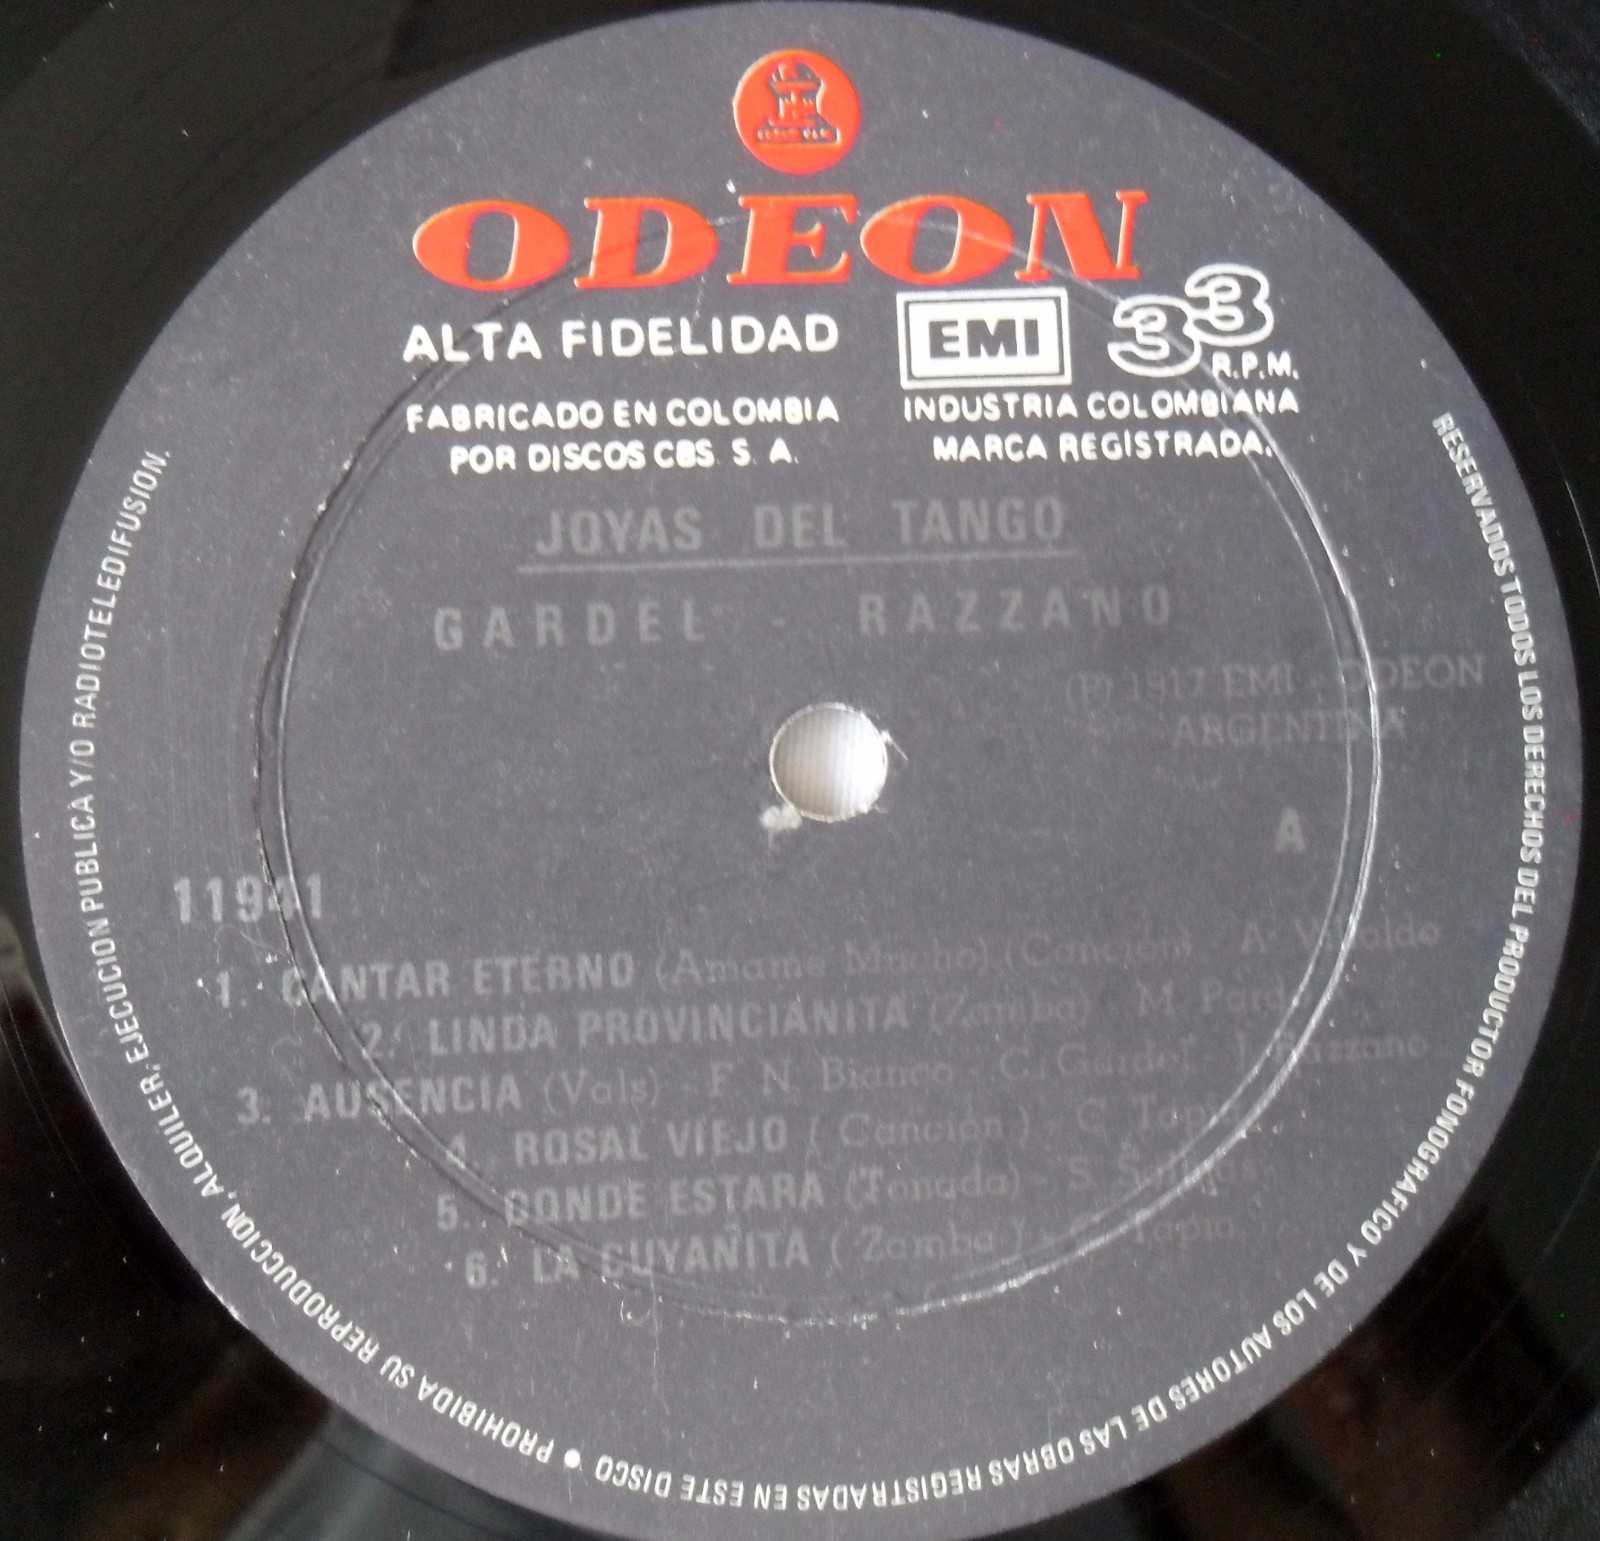 ODEON
ALTA FIDELIDAD
EMI
33
R.P.M.
FABRICADO EN COLOMBIA
POR DISCOS CBS. S. A.
INDUSTRIA COLOMBIANA
MARCA REGISTRADA.
JOYAS DEL TANGO
GARDEL - RAZZANO
(P) 1917 EMI - ODEON
ARGENTINA
A
11941
1. CANTAR ETERNO (Amame Mucho) (Canción) - A.
2. LINDA PROVINCIANITA (Zamba) - M.
3. AUSENCIA (Vals) - F. N. Bianco - C. Gardel - J. Razzano
4. ROSAL VIEJO (Canción) - C. Tapia
5. DONDE ESTARA (Tonada) - S. Salinas
6. LA CUYANITA (Zamba) - C. Tapia
RESERVADOS TODOS LOS DERECHOS DEL PRODUCTOR FONOGRAFICO Y DE LOS AUTORES DE LAS OBRAS REGISTRADAS EN ESTE DISCO • PROHIBIDA SU REPRODUCCION, ALQUILER, EJECUCION PUBLICA Y/O RADIOTELEDIFUSION.